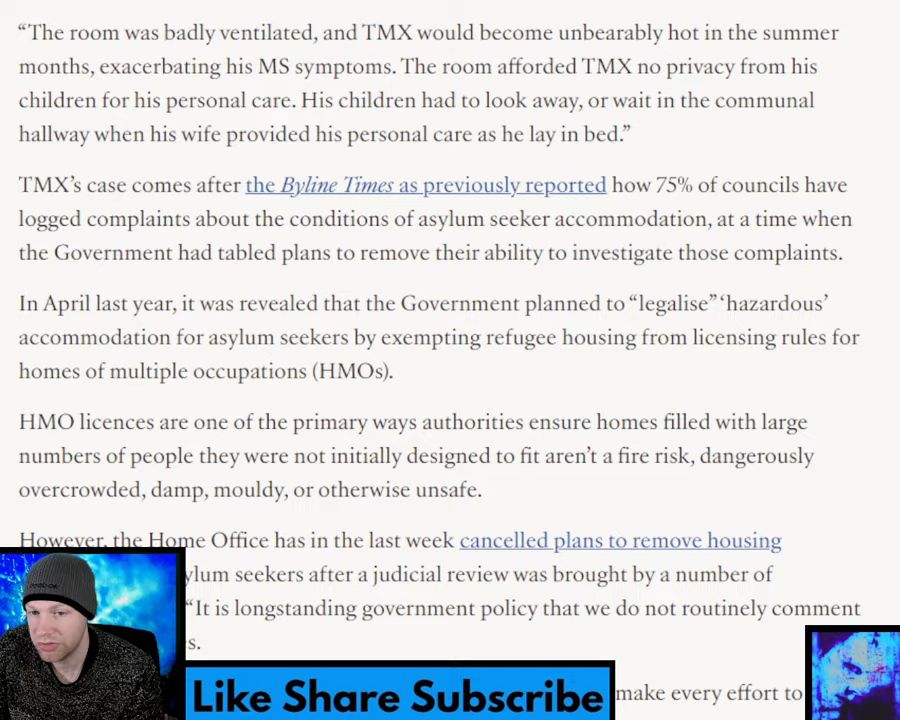 “The room was badly ventilated, and TMX would become unbearably hot in the summer
months, exacerbating his MS symptoms. The room afforded TMX no privacy from his
children for his personal care. His children had to look away, or wait in the communal
hallway when his wife provided his personal care as he lay in bed.”
TMX’s case comes after the Byline Times as previously reported how 75% of councils have
logged complaints about the conditions of asylum seeker accommodation, at a time when
the Government had tabled plans to remove their ability to investigate those complaints.
In April last year, it was revealed that the Government planned to “legalise” ‘hazardous’
accommodation for asylum seekers by exempting refugee housing from licensing rules for
homes of multiple occupations (HMOs).
HMO licences are one of the primary ways authorities ensure homes filled with large
numbers of people they were not initially designed to fit aren’t a fire risk, dangerously
overcrowded, damp, mouldy, or otherwise unsafe.
However, the Home Office has in the last week cancelled plans to remove housing
ylum seekers after a judicial review was brought by a number of
“It is longstanding government policy that we do not routinely comment
s.
make every effort to
Like Share Subscribe